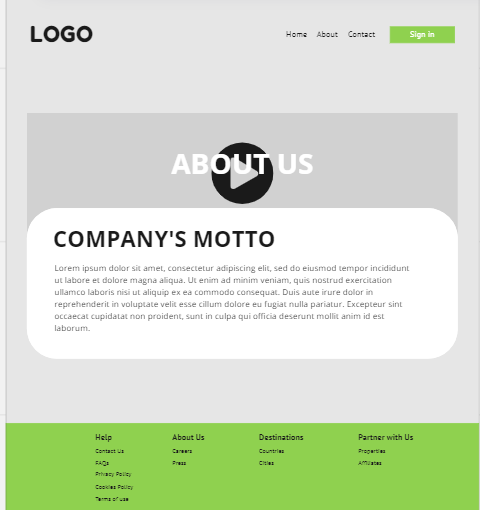 LOGO
Home About Contact Sign in
ABOUT US
COMPANY'S MOTTO
Lorem ipsum dolor sit amet, consectetur adipiscing elit, sed do eiusmod tempor incididunt
ut labore et dolore magna aliqua. Ut enim ad minim veniam, quis nostrud exercitation
ullamco laboris nisi ut aliquip ex ea commodo consequat. Duis aute irure dolor in
reprehenderit in voluptate velit esse cillum dolore eu fugiat nulla pariatur. Excepteur sint
occaecat cupidatat non proident, sunt in culpa qui officia deserunt mollit anim id est
laborum.
Help About Us Destinations Partner with Us
Contact Us Careers Countries Properties
FAQs Press Cities Affiliates
Privacy Policy
Cookies Policy
Terms of use